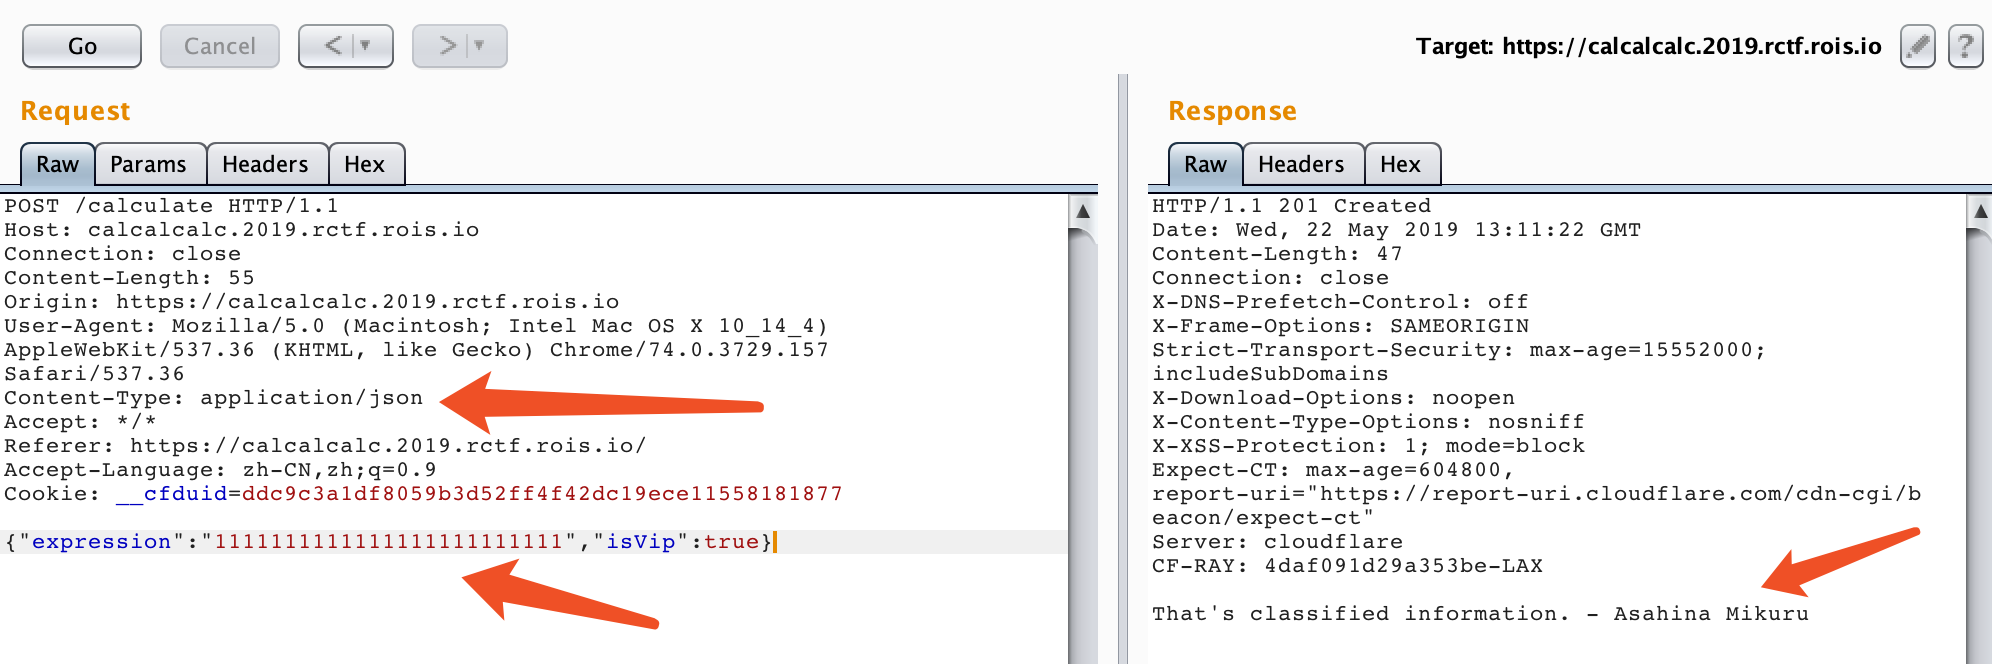 Go
Cancel
<
>
Target: https://calcalcalc.2019.rctf.rois.io
?
Request
Raw
Params
Headers
Hex
POST /calculate HTTP/1.1
Host: calcalcalc.2019.rctf.rois.io
Connection: close
Content-Length: 55
Origin: https://calcalcalc.2019.rctf.rois.io
User-Agent: Mozilla/5.0 (Macintosh; Intel Mac OS X 10_14_4)
AppleWebKit/537.36 (KHTML, like Gecko) Chrome/74.0.3729.157
Safari/537.36
Content-Type: application/json
Accept: */*
Referer: https://calcalcalc.2019.rctf.rois.io/
Accept-Language: zh-CN,zh;q=0.9
Cookie: __cfduid=ddc9c3a1df8059b3d52ff4f42dc19ece11558181877
{"expression":"1111111111111111111111111","isVip":true}
Response
Raw
Headers
Hex
HTTP/1.1 201 Created
Date: Wed, 22 May 2019 13:11:22 GMT
Content-Length: 47
Connection: close
X-DNS-Prefetch-Control: off
X-Frame-Options: SAMEORIGIN
Strict-Transport-Security: max-age=15552000;
includeSubDomains
X-Download-Options: noopen
X-Content-Type-Options: nosniff
X-XSS-Protection: 1; mode=block
Expect-CT: max-age=604800,
report-uri="https://report-uri.cloudflare.com/cdn-cgi/b
eacon/expect-ct"
Server: cloudflare
CF-RAY: 4daf091d29a353be-LAX
That's classified information. - Asahina Mikuru